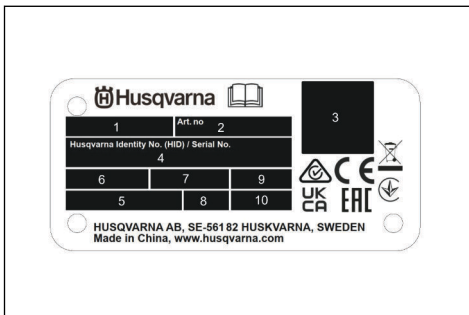 Husqvarna
Art. no
1
2
3
Husqvarna Identity No. (HID) / Serial No.
4
6
7
9
5
8
10
CE
UK
CA
EAC
HUSQVARNA AB, SE-561 82 HUSKVARNA, SWEDEN
Made in China, www.husqvarna.com